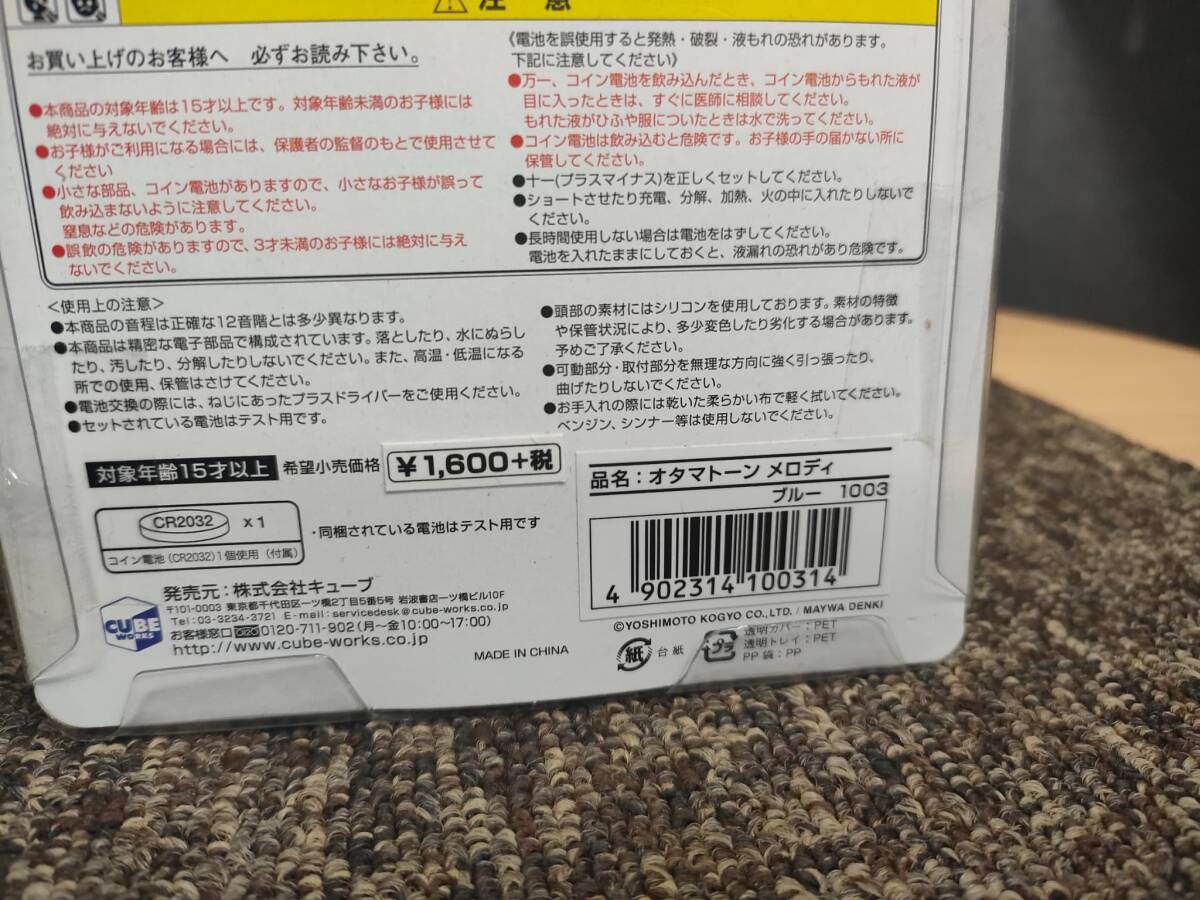 注 意
お買い上げのお客様へ 必ずお読み下さい。
●本商品の対象年齢は15才以上です。対象年齢未満のお子様には
絶対に与えないでください。
●お子様がご利用になる場合には、保護者の監督のもとで使用させて
ください
●小さな部品、コイン電池がありますので、小さなお子様が誤って
飲み込まないように注意してください。
窒息などの危険があります。
●誤飲の危険がありますので、3才未満のお子様には絶対に与え
ないでください。
《電池を誤使用すると発熱・破裂・液もれの恐れがあります。
下記に注意してください》
●万一、コイン電池を飲み込んだとき、コイン電池からもれた液が
目に入ったときは、すぐに医師に相談してください。
もれた液がひふや服についたときは水で洗ってください。
●コイン電池は飲み込むと危険です。お子様の手の届かない所に
保管してください。
●+ー(プラスマイナス)を正しくセットしてください。
●ショートさせたり充電、分解、加熱、火の中に入れたりしないで
ください。
●長時間使用しない場合は電池をはずしてください。
電池を入れたままにしておくと、液漏れの恐れがあり危険です。
<使用上の注意>
●本商品の音程は正確な12音階とは多少異なります。
●本商品は精密な電子部品で構成されています。落としたり、水にぬらし
たり、汚したり、分解したりしないでください。また、高温・低温になる
所での使用、保管はさけてください。
●電池交換の際には、ねじにあったプラスドライバーをご使用ください。
●セットされている電池はテスト用です。
●頭部の素材にはシリコンを使用しております。素材の特徴
や保管状況により、多少変色したり劣化する場合があります。
予めご了承ください。
●可動部分・取付部分を無理な方向に強く引っ張ったり、
曲げたりしないでください。
●お手入れの際には乾いた柔らかい布で軽く拭いてください。
ベンジン、シンナー等は使用しないでください。
対象年齢15才以上 希望小売価格 ¥1,600+税
CR2032 x1
コイン電池(CR2032)1個使用(付属)
・同梱されている電池はテスト用です
品名:オタマトーン メロディ
ブルー 1003
4 902314 100314
発売元:株式会社キューブ
〒101-0003 東京都千代田区一ツ橋2丁目5番5号 岩波書店一ツ橋ビル10F
Tel:03-3234-3721 E-mail:servicedesk@cube-works.co.jp
お客様窓口 0120-711-902(月〜金10:00〜17:00)
http://www.cube-works.co.jp
CUBE
WORKS
MADE IN CHINA
©YOSHIMOTO KOGYO CO.,LTD. / MAYWA DENKI
紙 台紙
プラ
透明カバー:PET
透明トレイ:PET
PP袋:PP